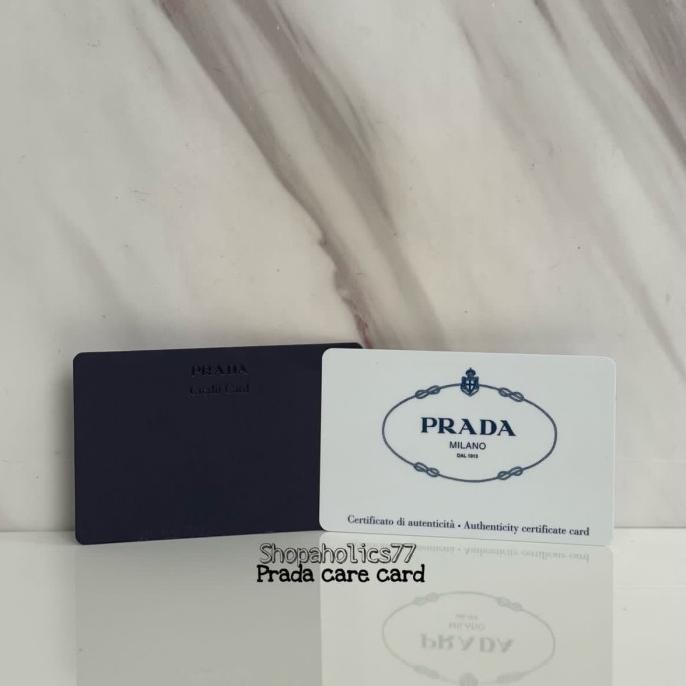 PRADA
Credit Card
PRADA
MILANO
DAL 1913
Certificato di autenticità • Authenticity certificate card
Shopaholics77
Prada care card